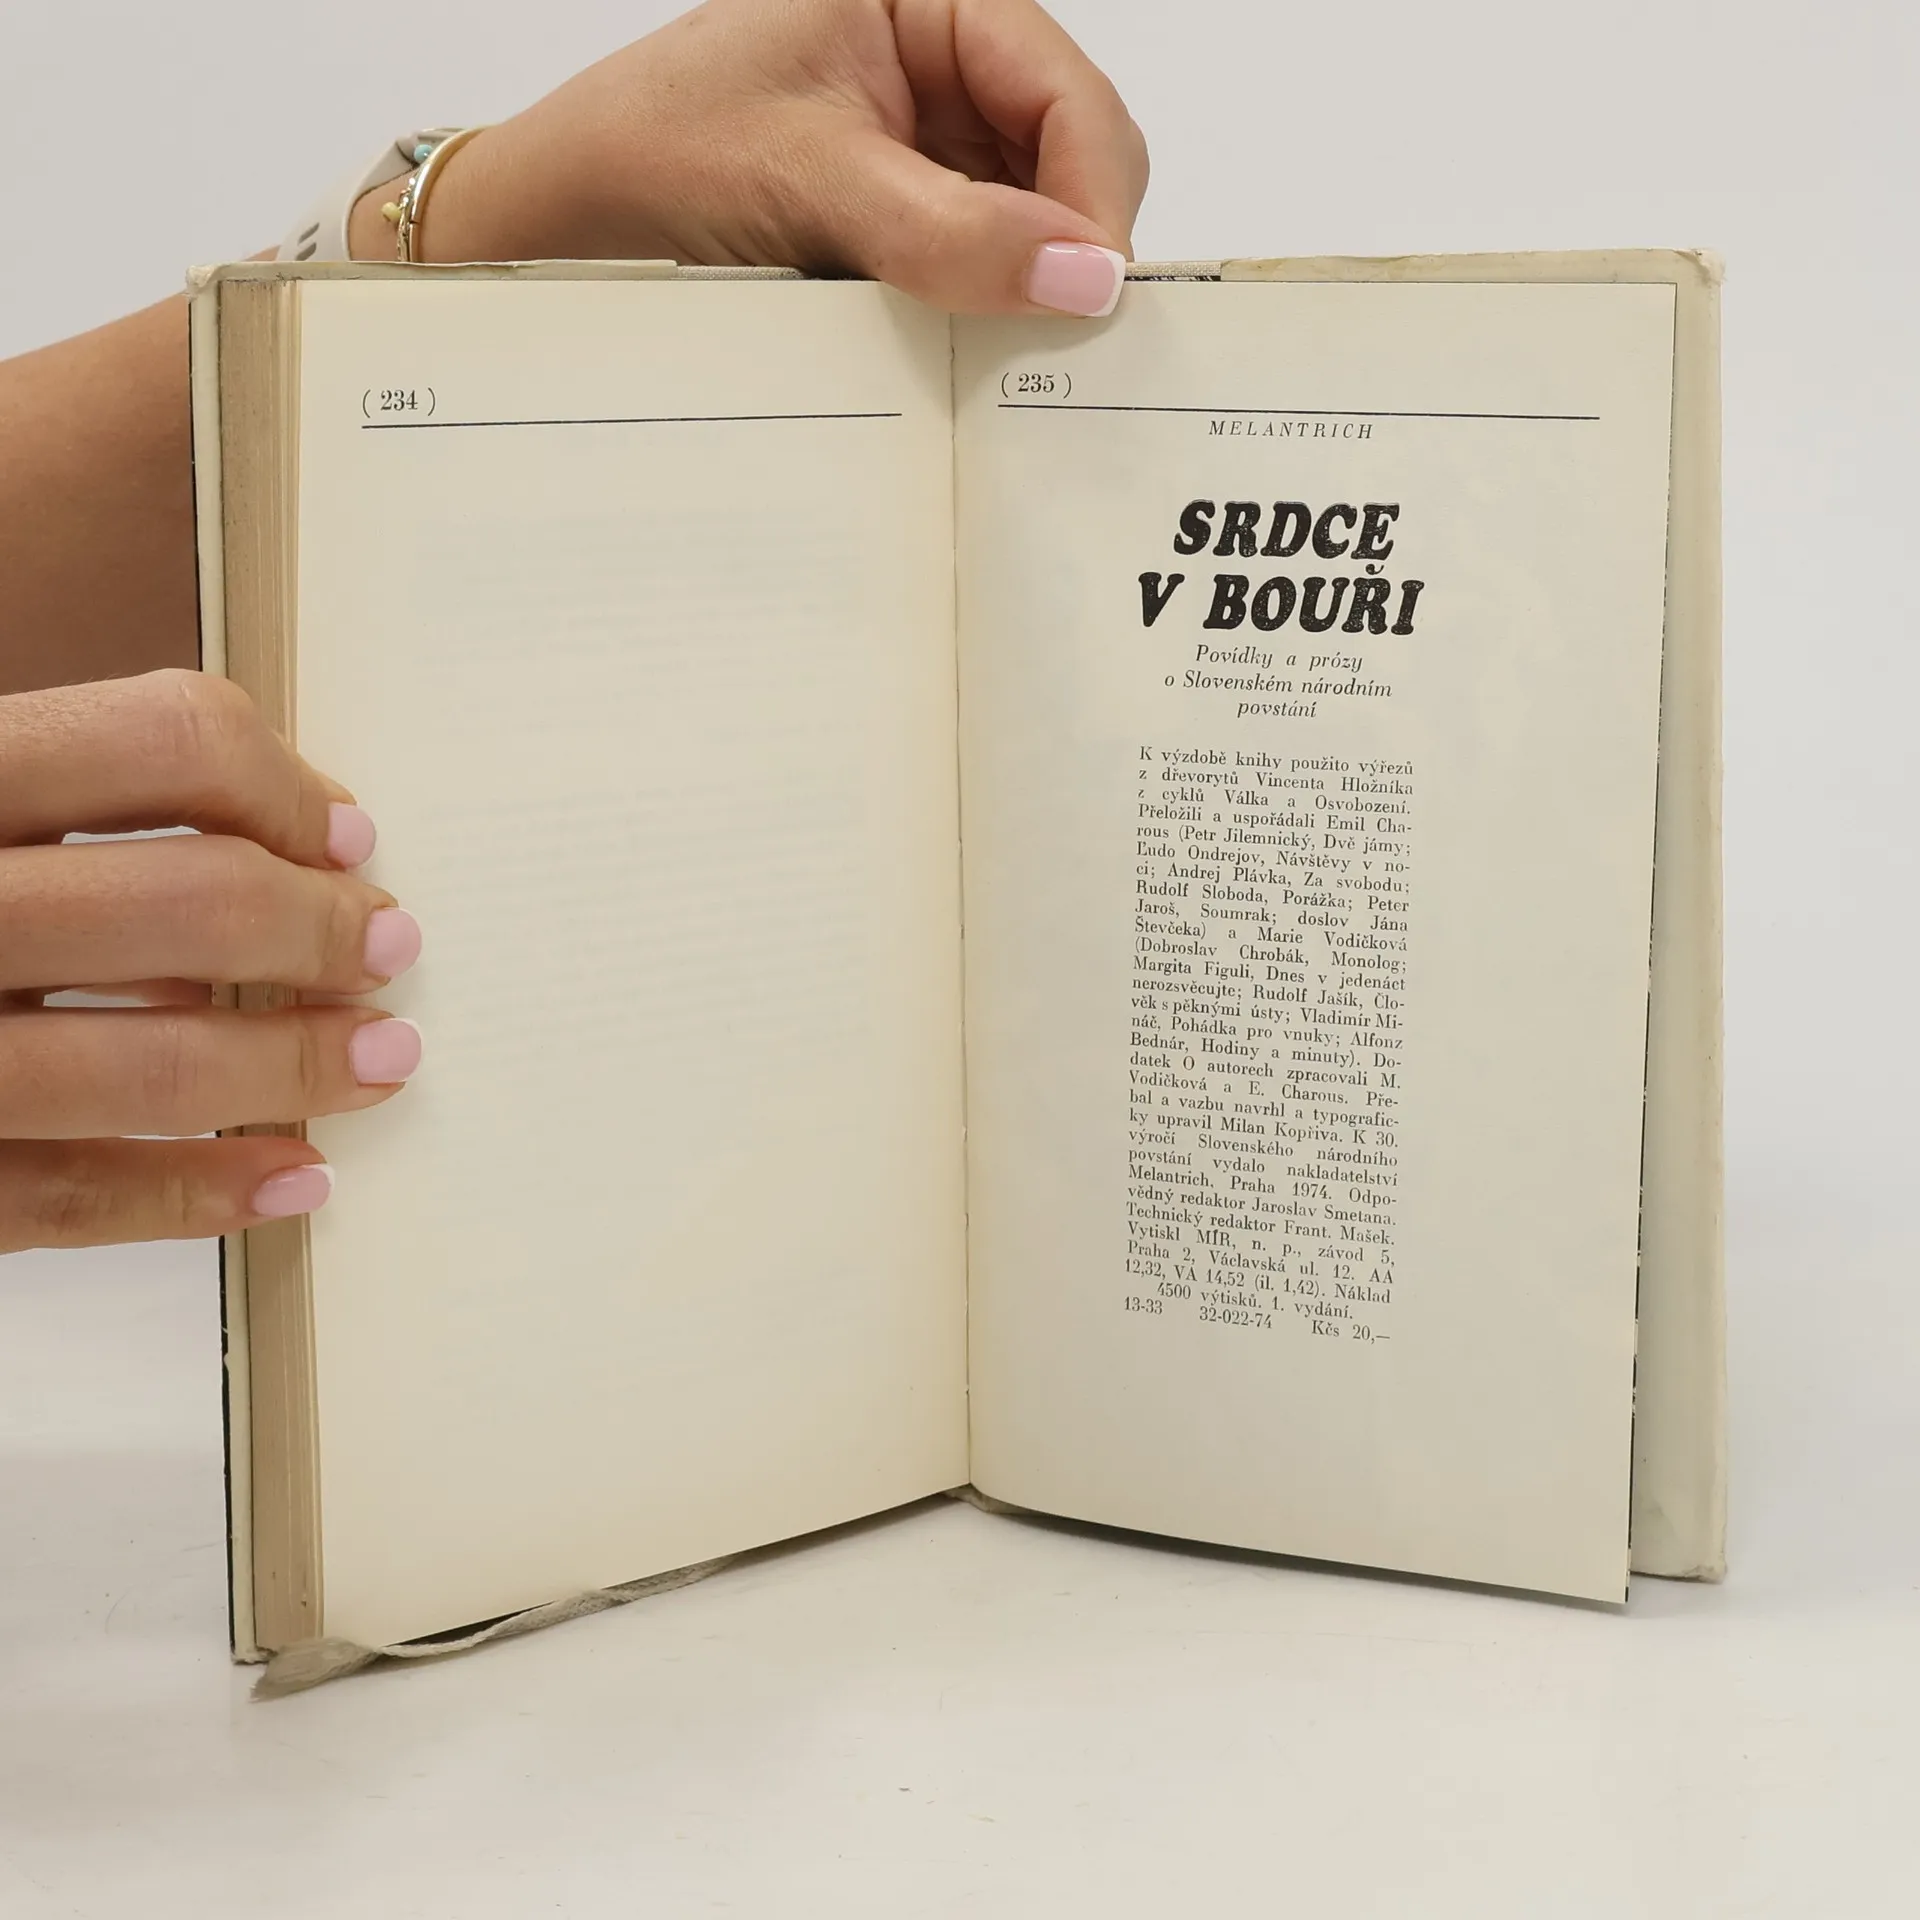 ( 234 )
( 235 )
MELANTRICH
SRDCE
V BOUŘI
Povídky a prózy
o Slovenském národním
povstání
K výzdobě knihy použito výřezů
z dřevorytů Vincenta Hložníka
z cyklů Válka a Osvobození.
Přeložili a uspořádali Emil Cha-
rous (Petr Jilemnický, Dvě jámy;
Ľudo Ondrejov, Návštěvy v no-
ci; Andrej Plávka, Za svobodu;
Rudolf Sloboda, Porážka; Peter
Jaroš, Soumrak; doslov Jána
Števčeka) a Marie Vodičková
(Dobroslav Chrobák, Monolog;
Margita Figuli, Dnes v jedenáct
nerozsvěcujte; Rudolf Jašík, Člo-
věk s pěknými ústy; Vladimír Mi-
náč, Pohádka pro vnuky; Alfonz
Bednár, Hodiny a minuty). Do-
datek O autorech zpracovali M.
Vodičková a E. Charous. Pře-
bal a vazbu navrhl a typografic-
ky upravil Milan Kopřiva. K 30.
výročí Slovenského národního
povstání vydalo nakladatelství
Melantrich, Praha 1974. Odpo-
vědný redaktor Jaroslav Smetana.
Technický redaktor Frant. Mašek.
Vytiskl MÍR, n. p., závod 5,
Praha 2, Václavská ul. 12. AA
12,32, VA 14,52 (il. 1,42). Náklad
4500 výtisků. 1. vydání.
13-33 32-022-74 Kčs 20,—